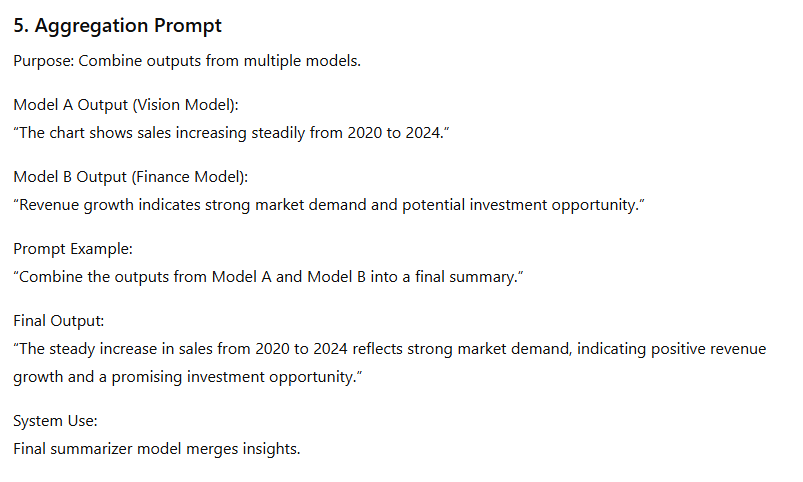 5. Aggregation Prompt
Purpose: Combine outputs from multiple models.
Model A Output (Vision Model):
“The chart shows sales increasing steadily from 2020 to 2024.”
Model B Output (Finance Model):
“Revenue growth indicates strong market demand and potential investment opportunity.”
Prompt Example:
“Combine the outputs from Model A and Model B into a final summary.”
Final Output:
“The steady increase in sales from 2020 to 2024 reflects strong market demand, indicating positive revenue
growth and a promising investment opportunity.”
System Use:
Final summarizer model merges insights.